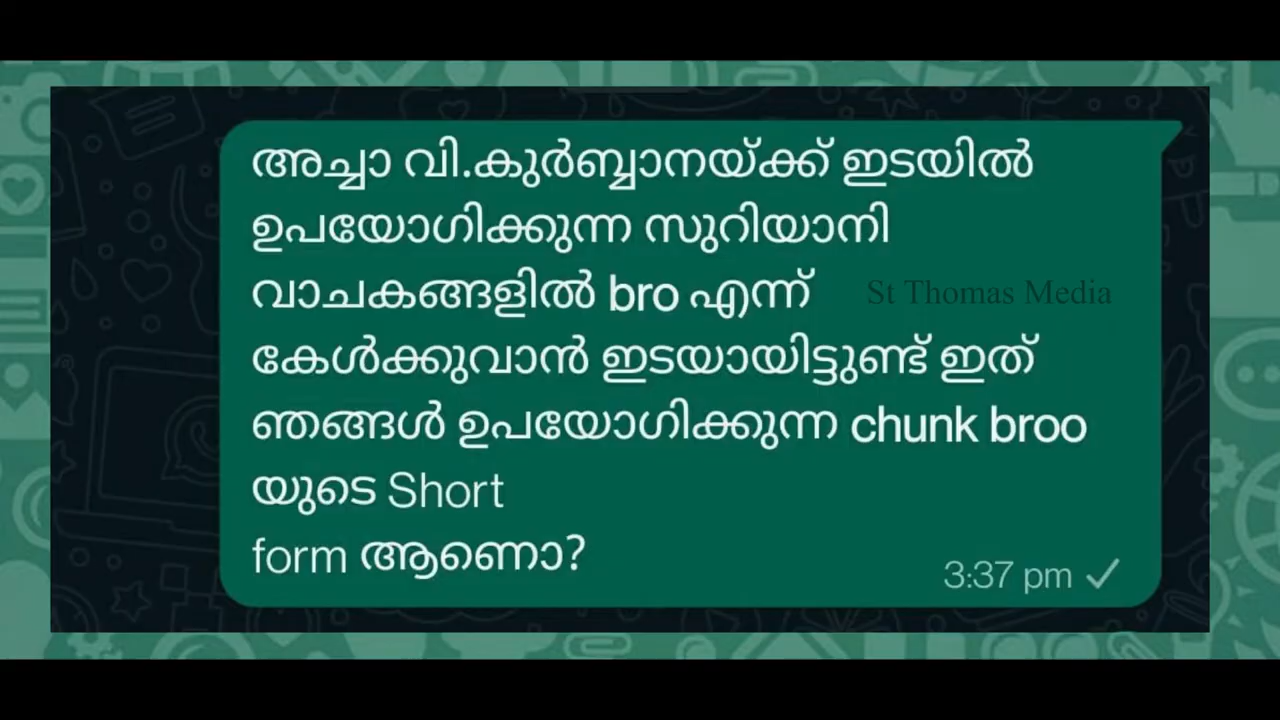 അച്ചാ വി.കുർബ്ബാനയ്ക്ക് ഇടയിൽ
ഉപയോഗിക്കുന്ന സുറിയാനി
വാചകങ്ങളിൽ bro എന്ന്
St Thomas Media
കേൾക്കുവാൻ ഇടയായിട്ടുണ്ട് ഇത്
ഞങ്ങൾ ഉപയോഗിക്കുന്ന chunk broo
യുടെ Short
form ആണൊ?
3:37 pm